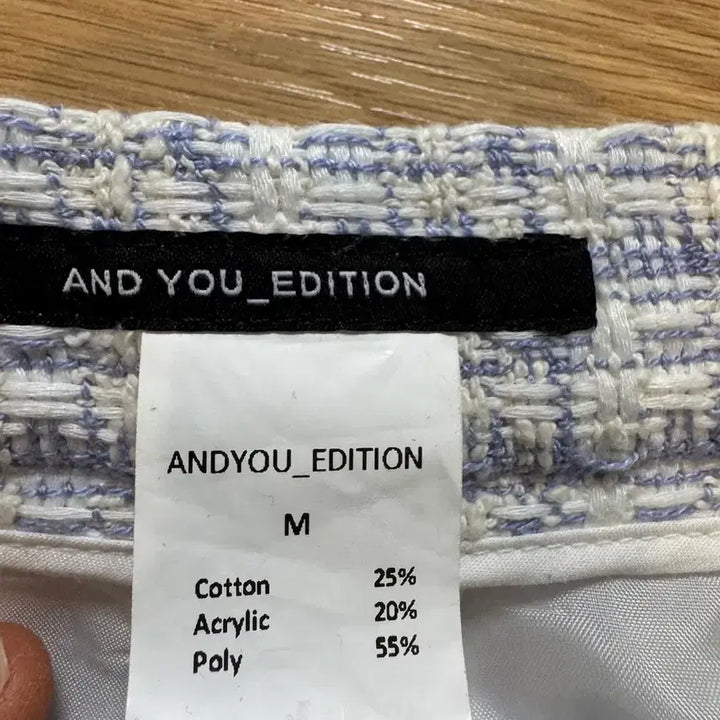 AND YOU_EDITION
ANDYOU_EDITION
M
Cotton 25%
Acrylic 20%
Poly 55%